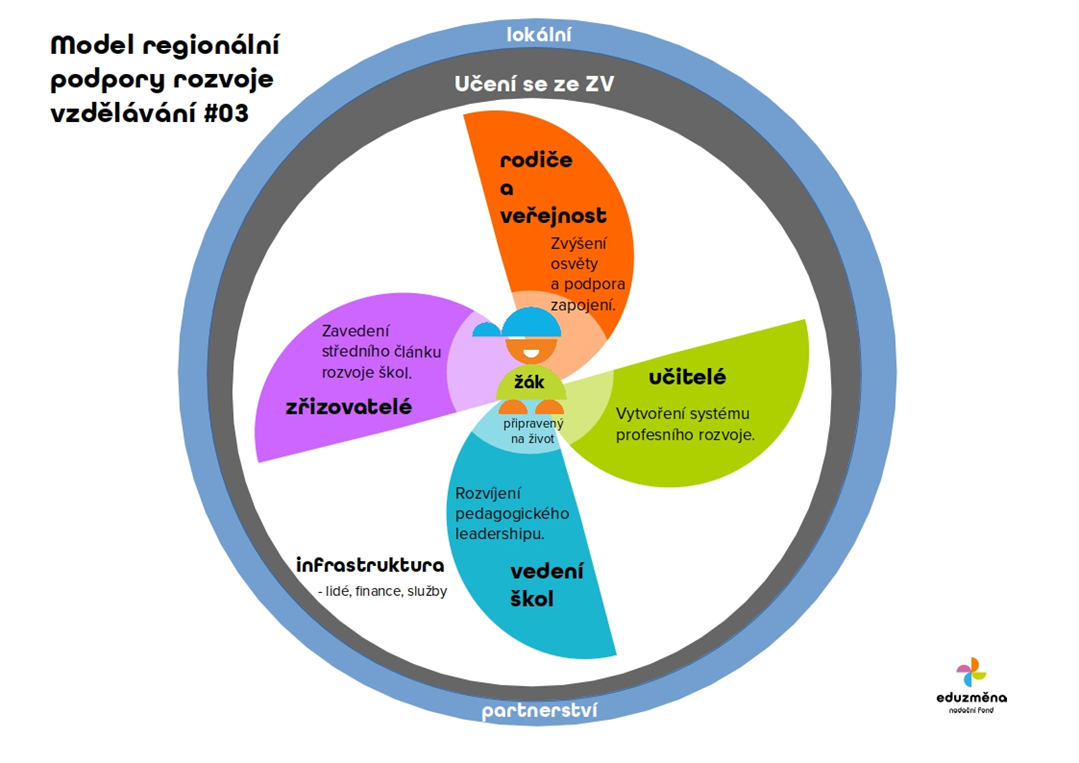 Model regionální
podpory rozvoje
vzdělávání #03
lokální
Učení se ze ZV
rodiče
a
veřejnost
Zvýšení
osvěty
a podpora
zapojení.
Zavedení
středního článku
rozvoje škol.
zřizovatelé
žák
připravený
na život
učitelé
Vytvoření systému
profesního rozvoje.
Rozvíjení
pedagogického
leadershipu.
vedení
škol
infrastruktura
- lidé, finance, služby
partnerství
eduzměna
nadační fond